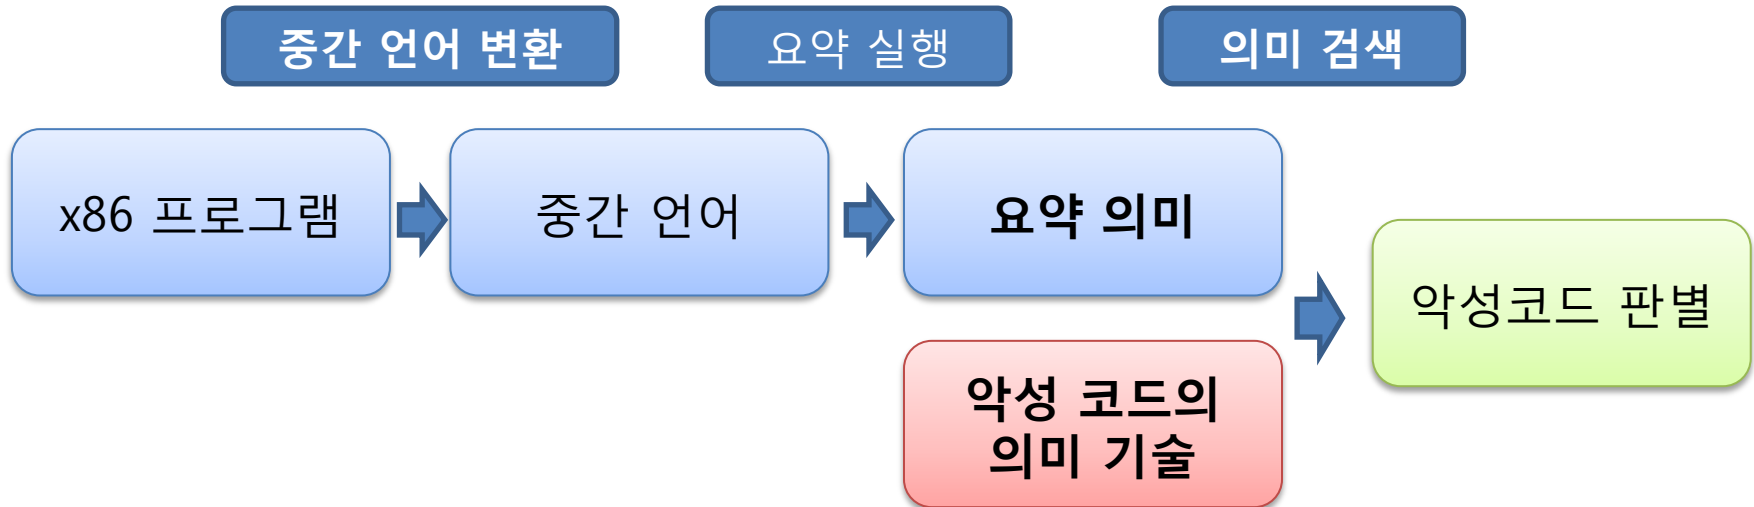 중간 언어 변환
요약 실행
의미 검색
x86 프로그램
중간 언어
요약 의미
악성코드 판별
악성 코드의
의미 기술